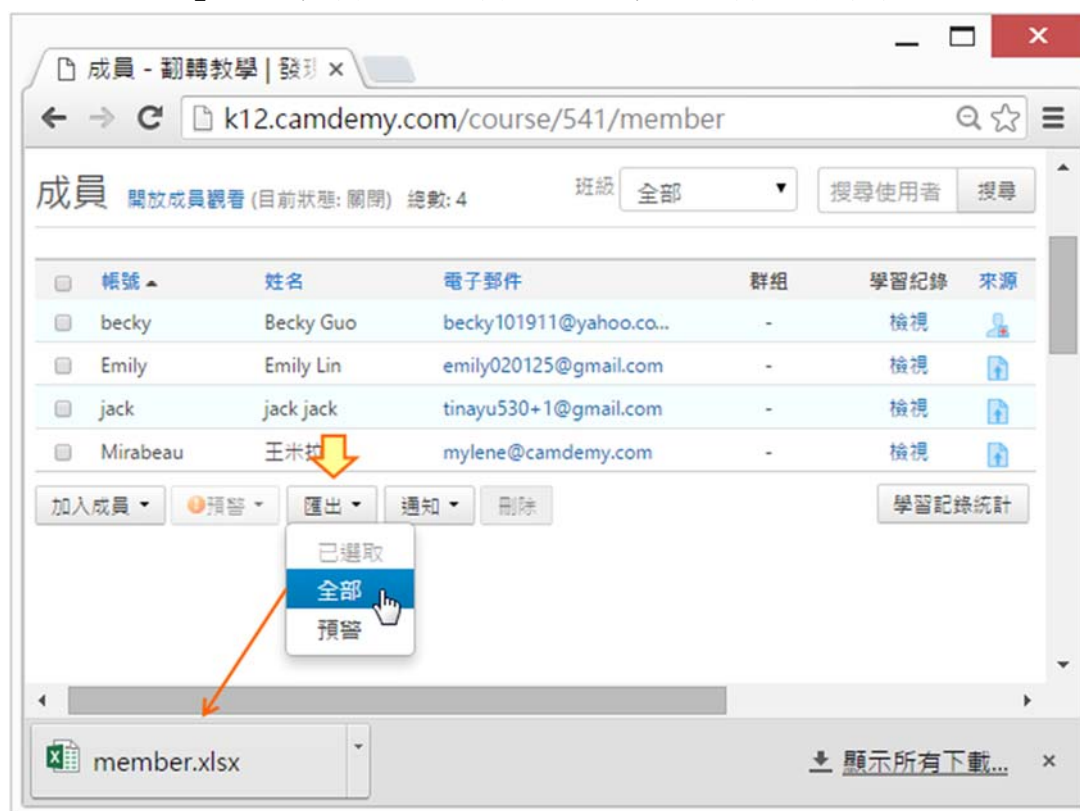 成員 - 翻轉教學 | 發現
k12.camdemy.com/course/541/member
成員 開放成員觀看 (目前狀態: 關閉) 總數: 4 班級 全部 搜尋使用者 搜尋
帳號 姓名 電子郵件 群組 學習紀錄 來源
becky Becky Guo becky101911@yahoo.co... - 檢視
Emily Emily Lin emily020125@gmail.com - 檢視
jack jack jack tinayu530+1@gmail.com - 檢視
Mirabeau 王米拉 mylene@camdemy.com - 檢視
加入成員 預警 匯出 通知 刪除 學習記錄統計
已選取
全部
預警
member.xlsx 顯示所有下載...